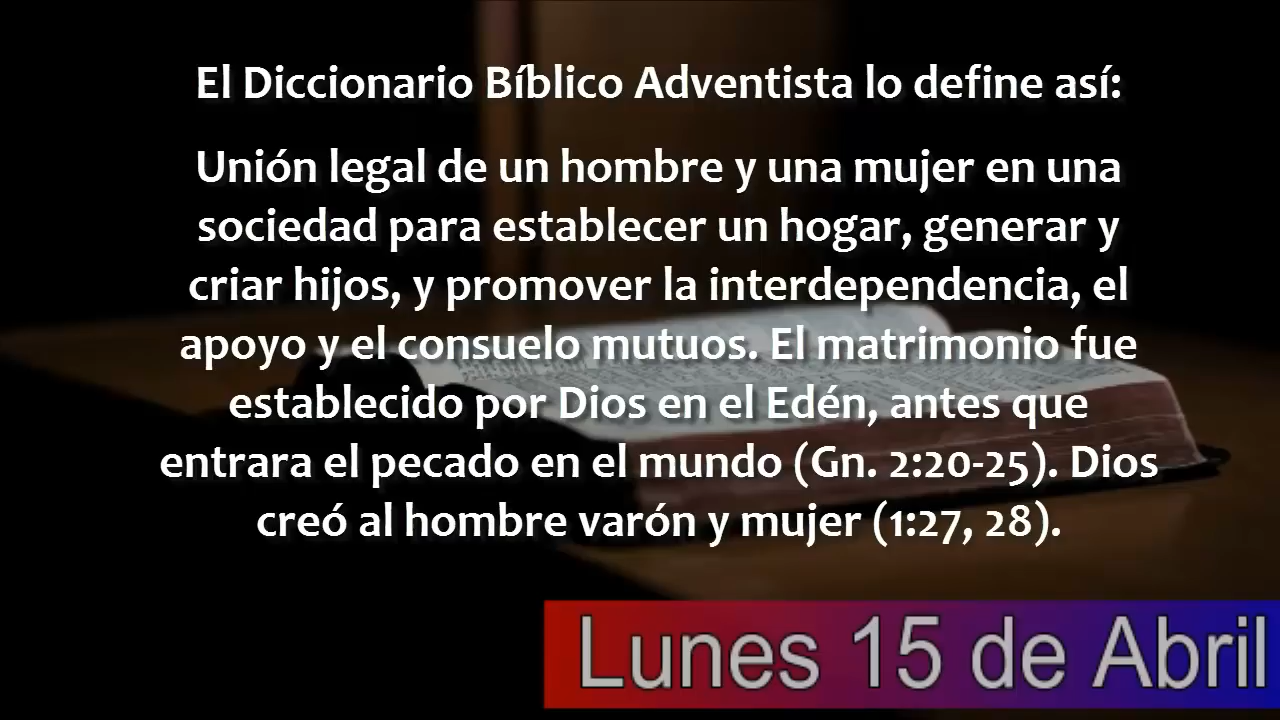 El Diccionario Bíblico Adventista lo define así:
Unión legal de un hombre y una mujer en una
sociedad para establecer un hogar, generar y
criar hijos, y promover la interdependencia, el
apoyo y el consuelo mutuos. El matrimonio fue
establecido por Dios en el Edén, antes que
entrara el pecado en el mundo (Gn. 2:20-25). Dios
creó al hombre varón y mujer (1:27, 28).
Lunes 15 de Abril